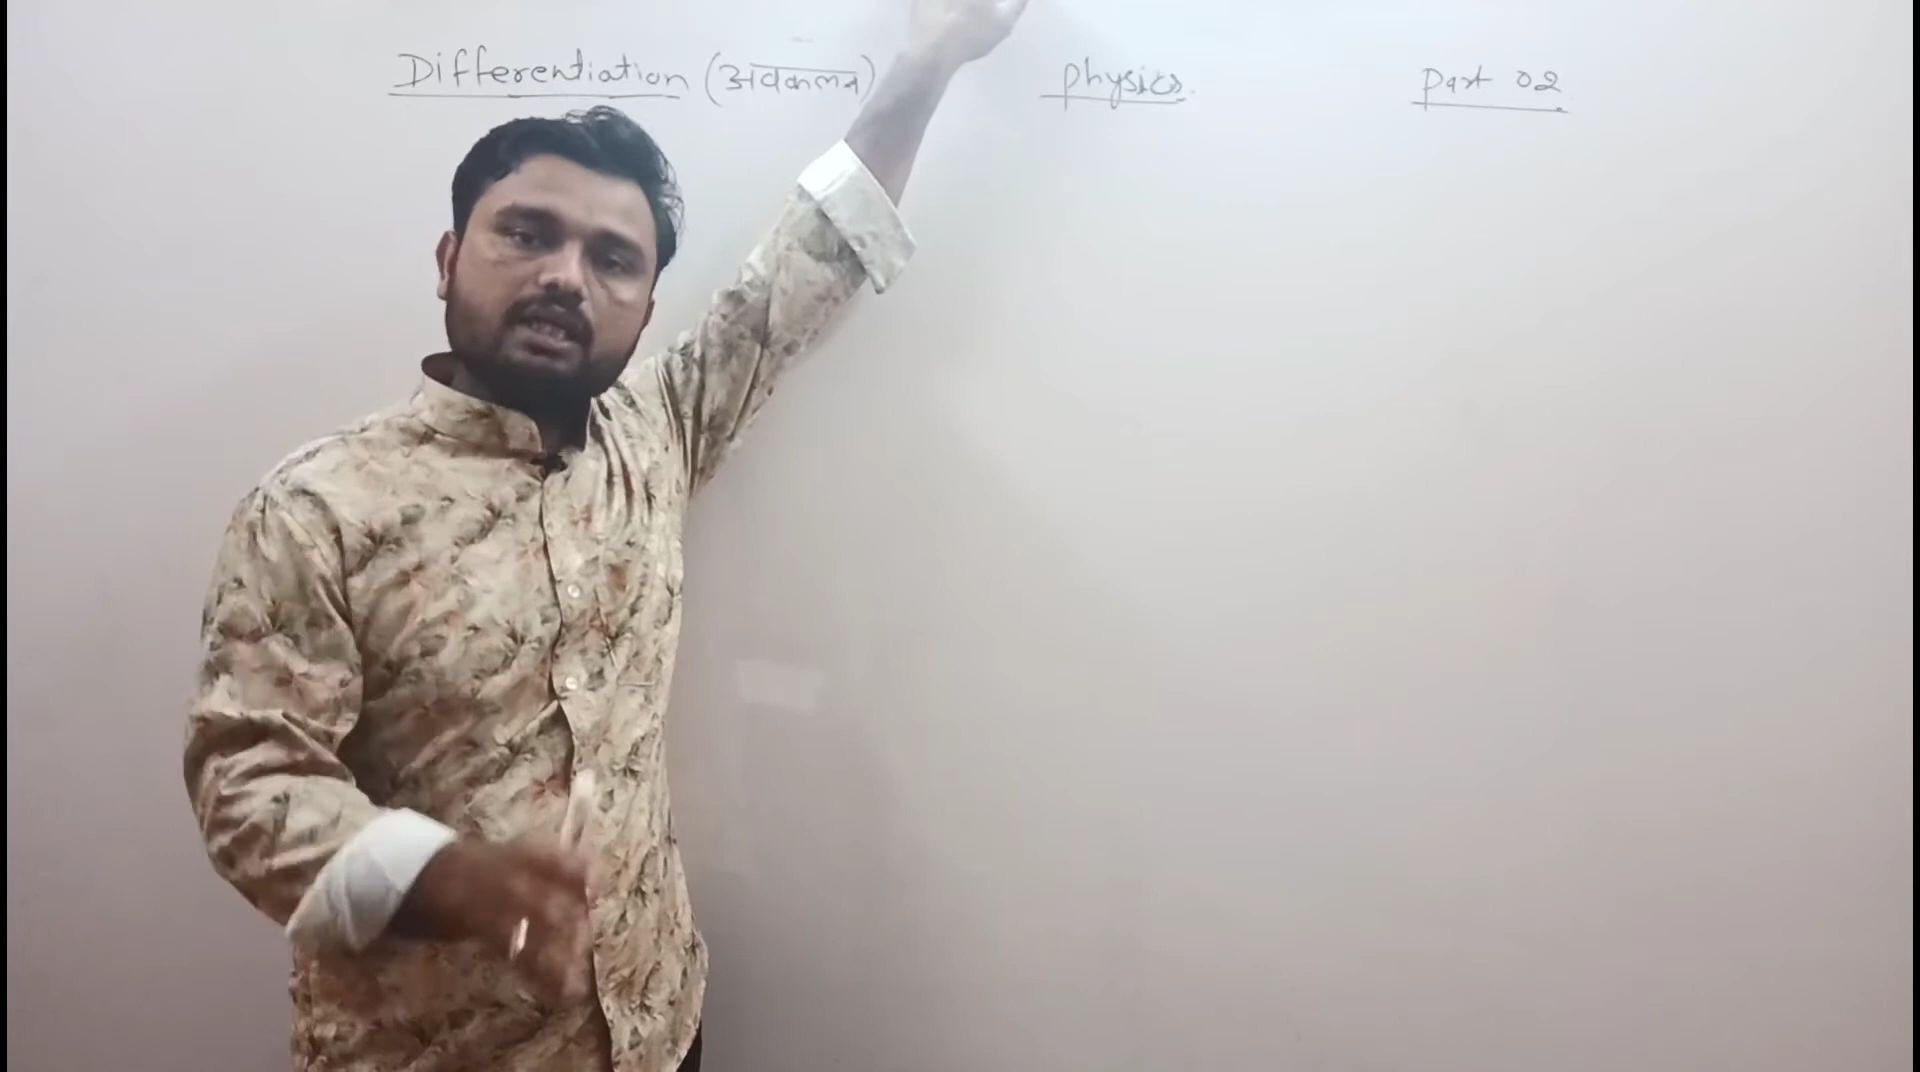 Differentiation (अवकलन) physics. Part 02